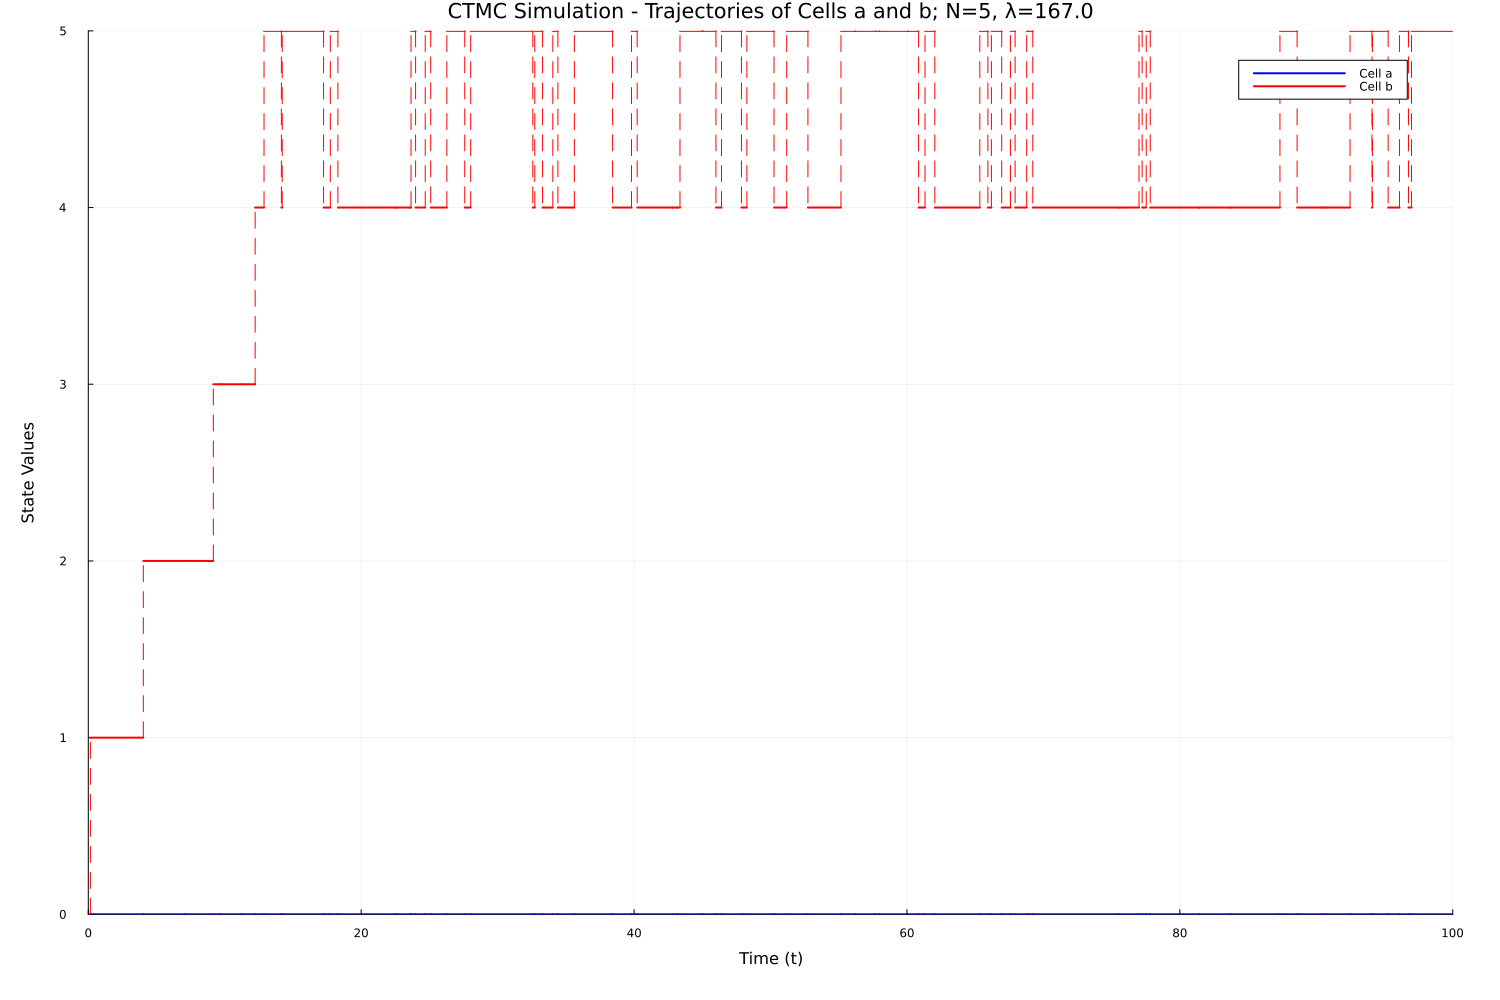 CTMC Simulation - Trajectories of Cells a and b; N=5, λ=167.0
5
Cell a
Cell b
4
3
State Values
2
1
0
0 20 40 60 80 100
Time (t)